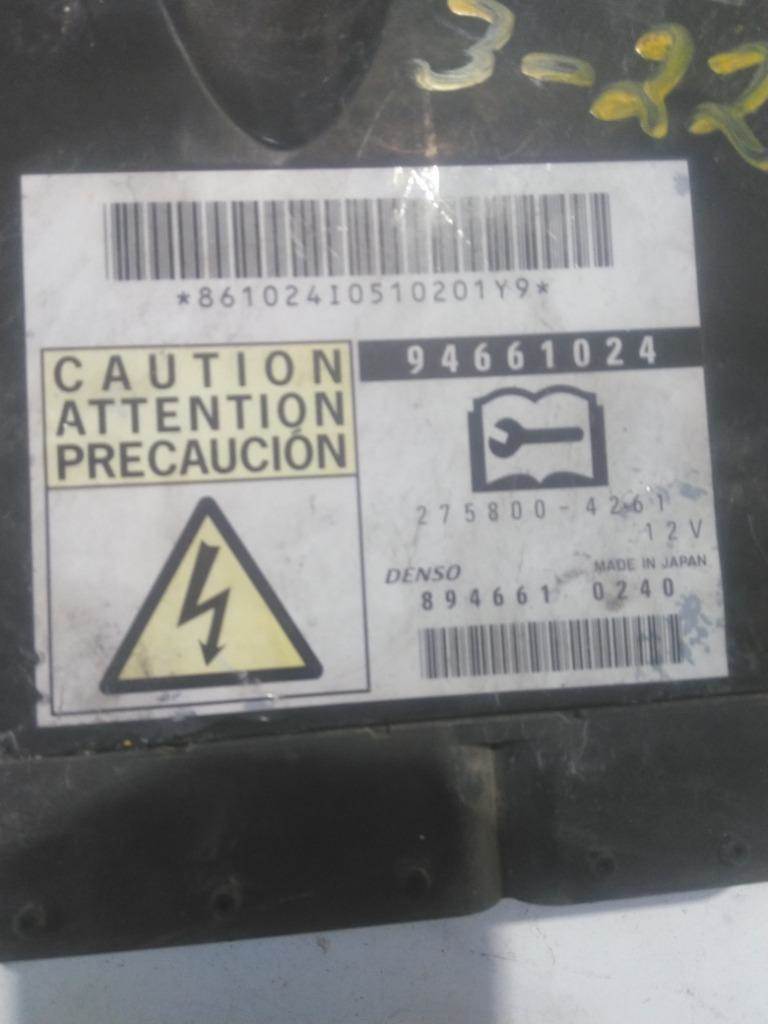 3-22
*861024I0510201Y9*
94661024
CAUTION
ATTENTION
PRECAUCIÓN
275800-4261
12V
DENSO
MADE IN JAPAN
894661 0240